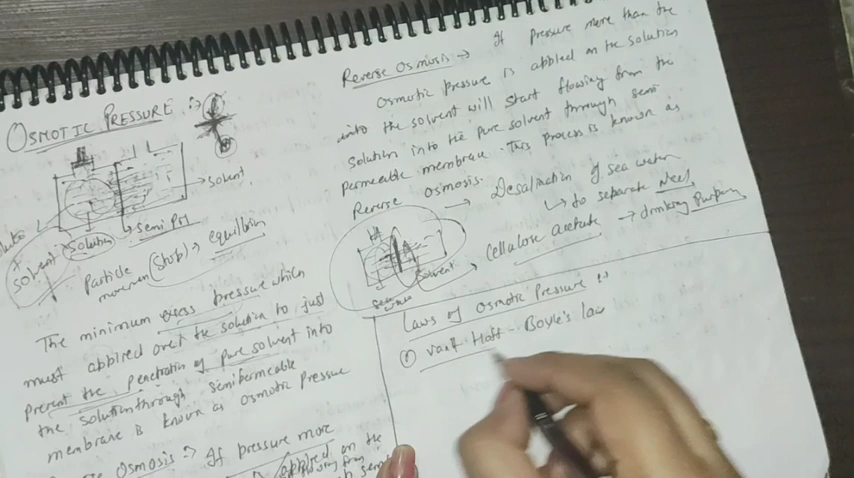 OSMOTIC PRESSURE :→
solvent
solution
semi PM
+
solvent
Particle
movement (stop) → equilibrium
The minimum excess pressure which
must applied over the solution to just
prevent the penetration of pure solvent into
the solution through semipermeable
membrane is known as osmotic pressure
Osmosis :→ If pressure more
applied on the
flowing from
Reverse Osmosis → If pressure more than the
Osmotic pressure is applied on the solution
into the solvent will start flowing from the
solution into the pure solvent through semi
permeable membrane. This process is known as
Reverse osmosis.
→ Desalination of sea water
↳ to separate NaCl
Cellulose acetate → drinking Purpose
solvent
Laws of Osmotic Pressure :→
① Vant Hoff - Boyle's law